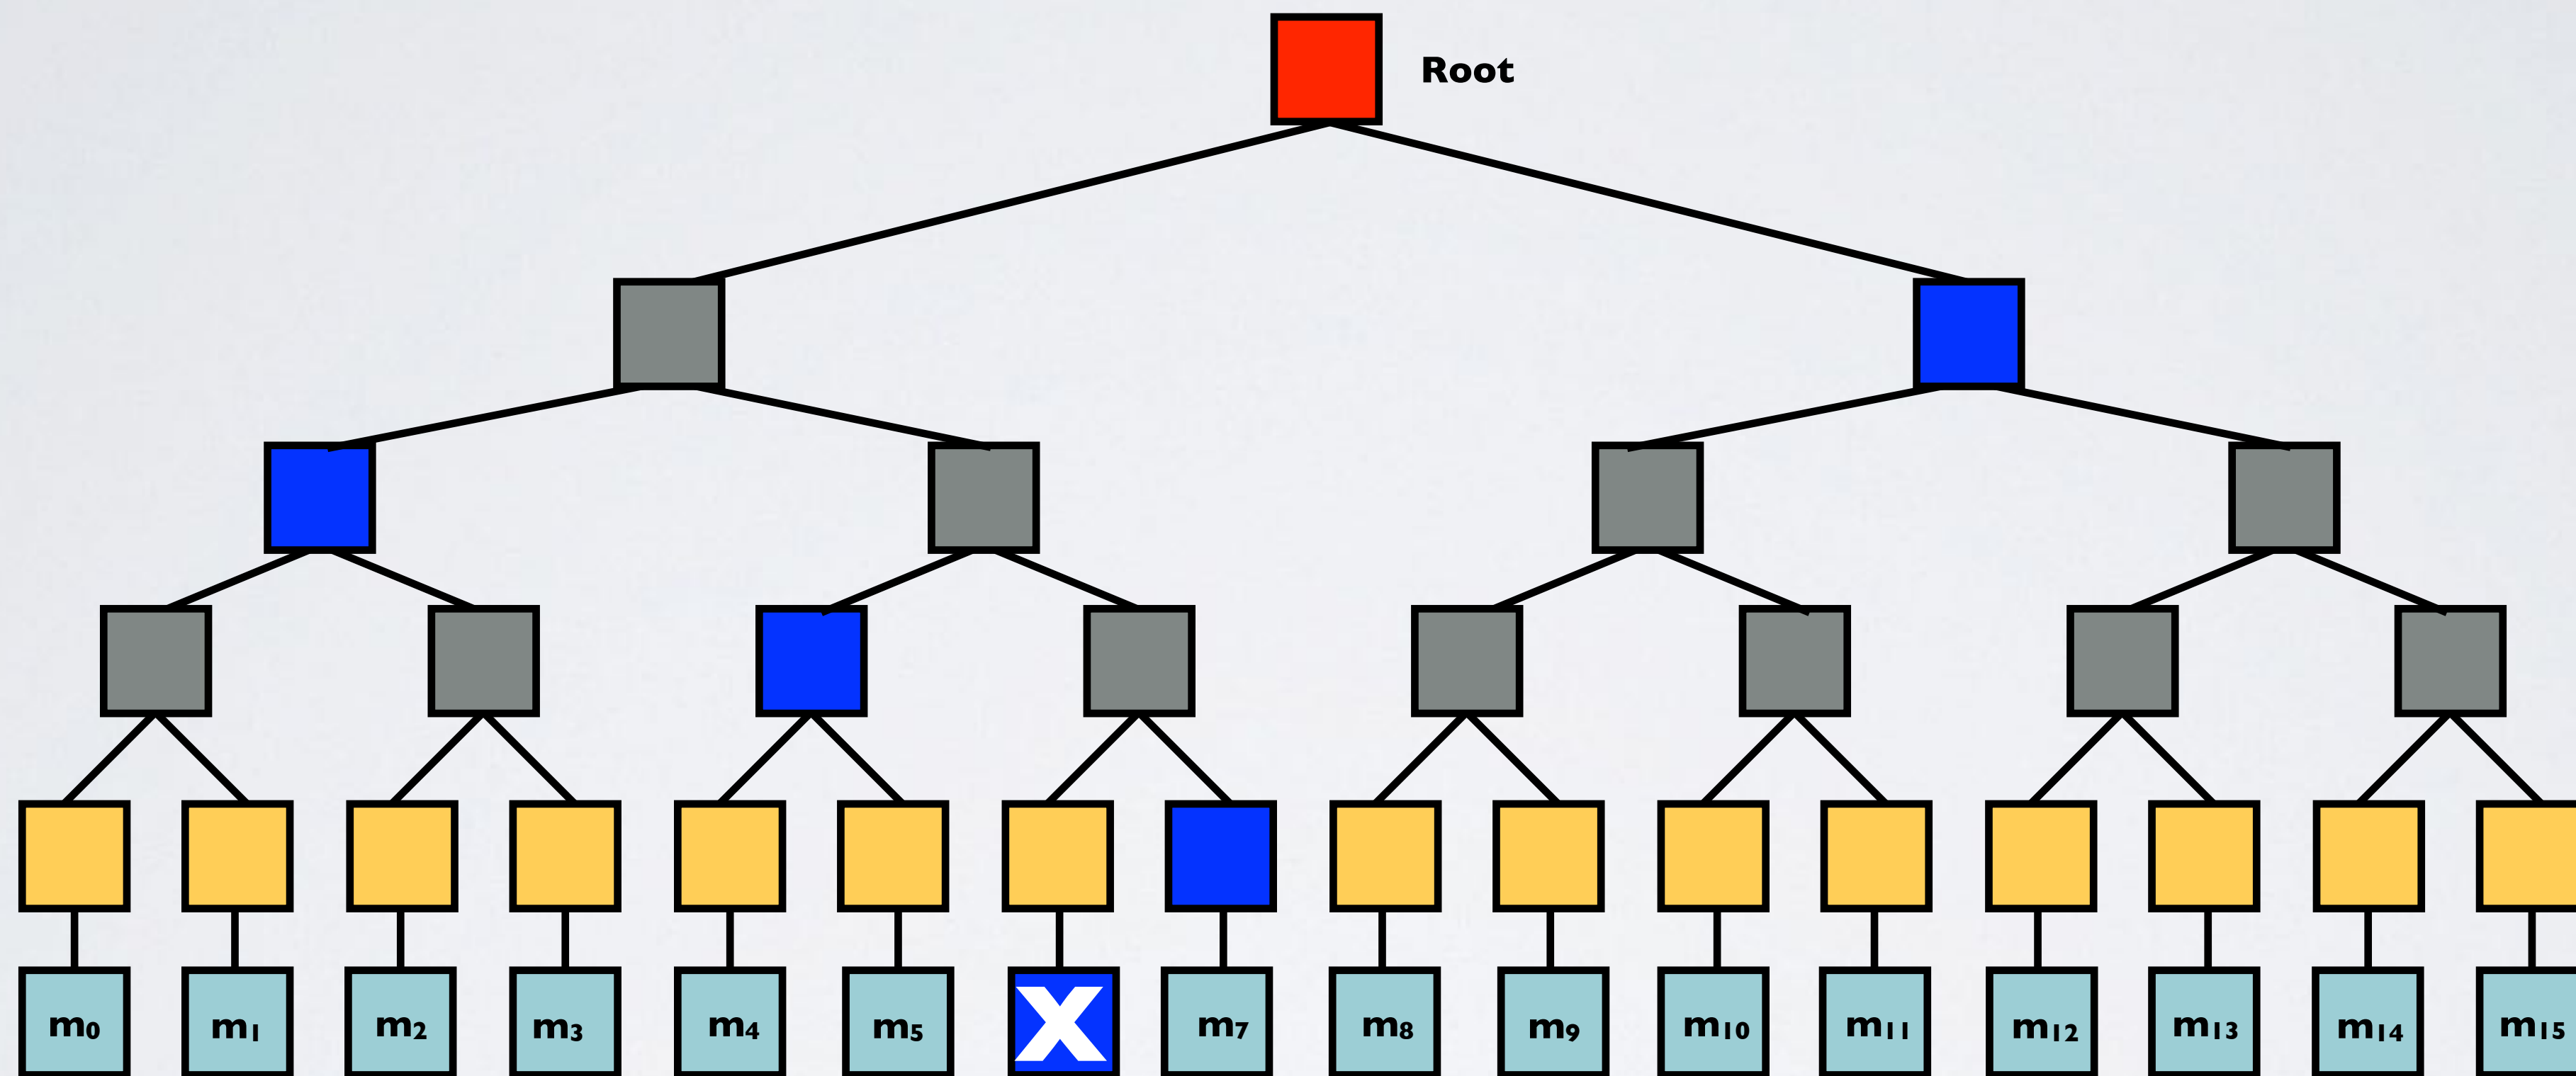 Root
m₀ m₁ m₂ m₃ m₄ m₅ X m₇ m₈ m₉ m₁₀ m₁₁ m₁₂ m₁₃ m₁₄ m₁₅